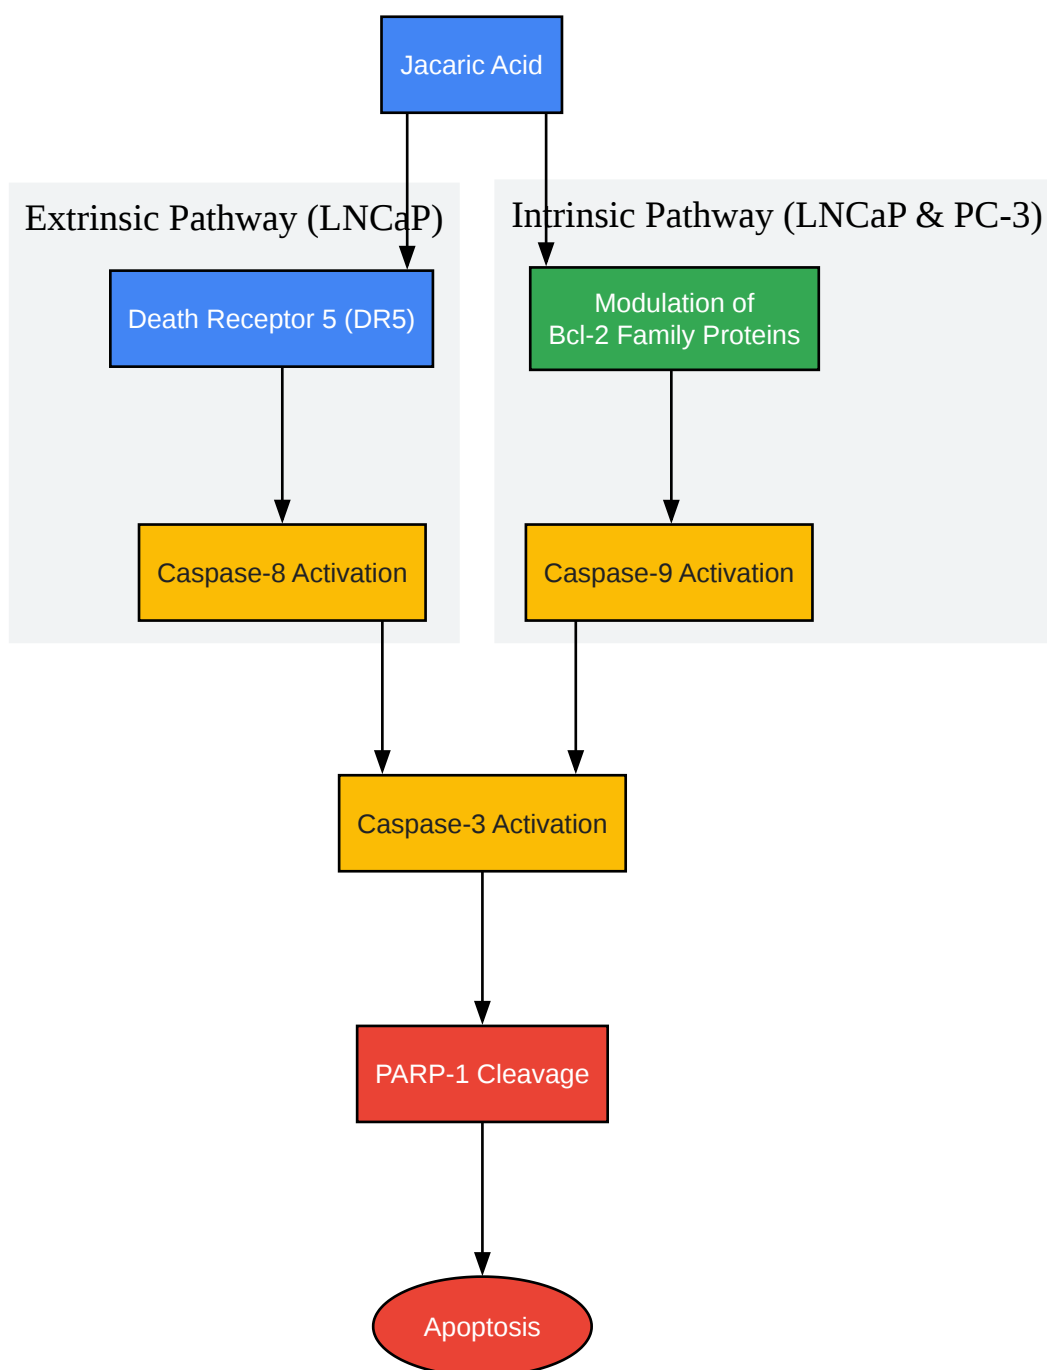 Jacaric Acid
Extrinsic Pathway (LNCaP)
Intrinsic Pathway (LNCaP & PC-3)
Death Receptor 5 (DR5)
Modulation of
Bcl-2 Family Proteins
Caspase-8 Activation
Caspase-9 Activation
Caspase-3 Activation
PARP-1 Cleavage
Apoptosis